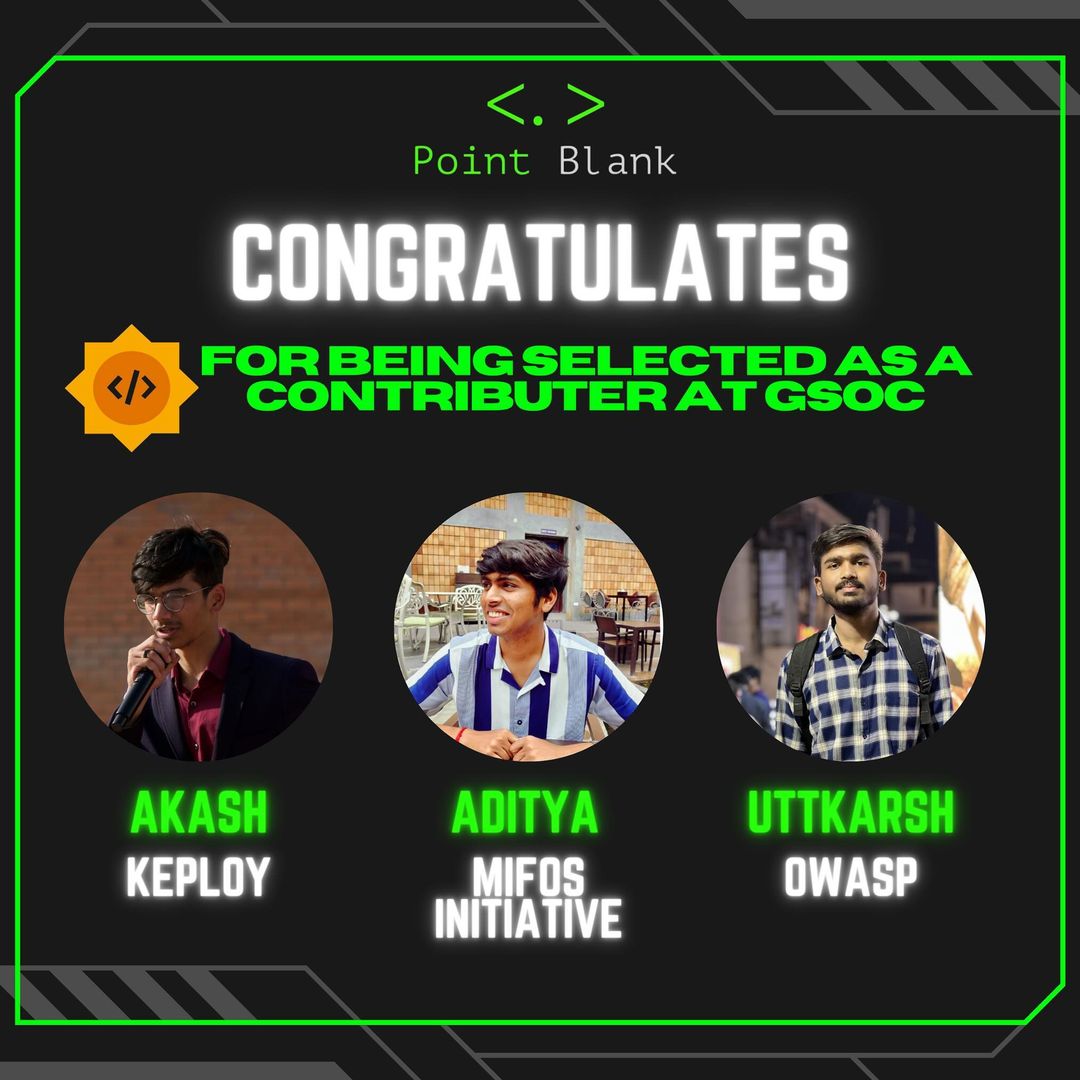 <.>
Point Blank
CONGRATULATES
</>
FOR BEING SELECTED AS A
CONTRIBUTER AT GSOC
AKASH
KEPLOY
ADITYA
MIFOS
INITIATIVE
UTTKARSH
OWASP